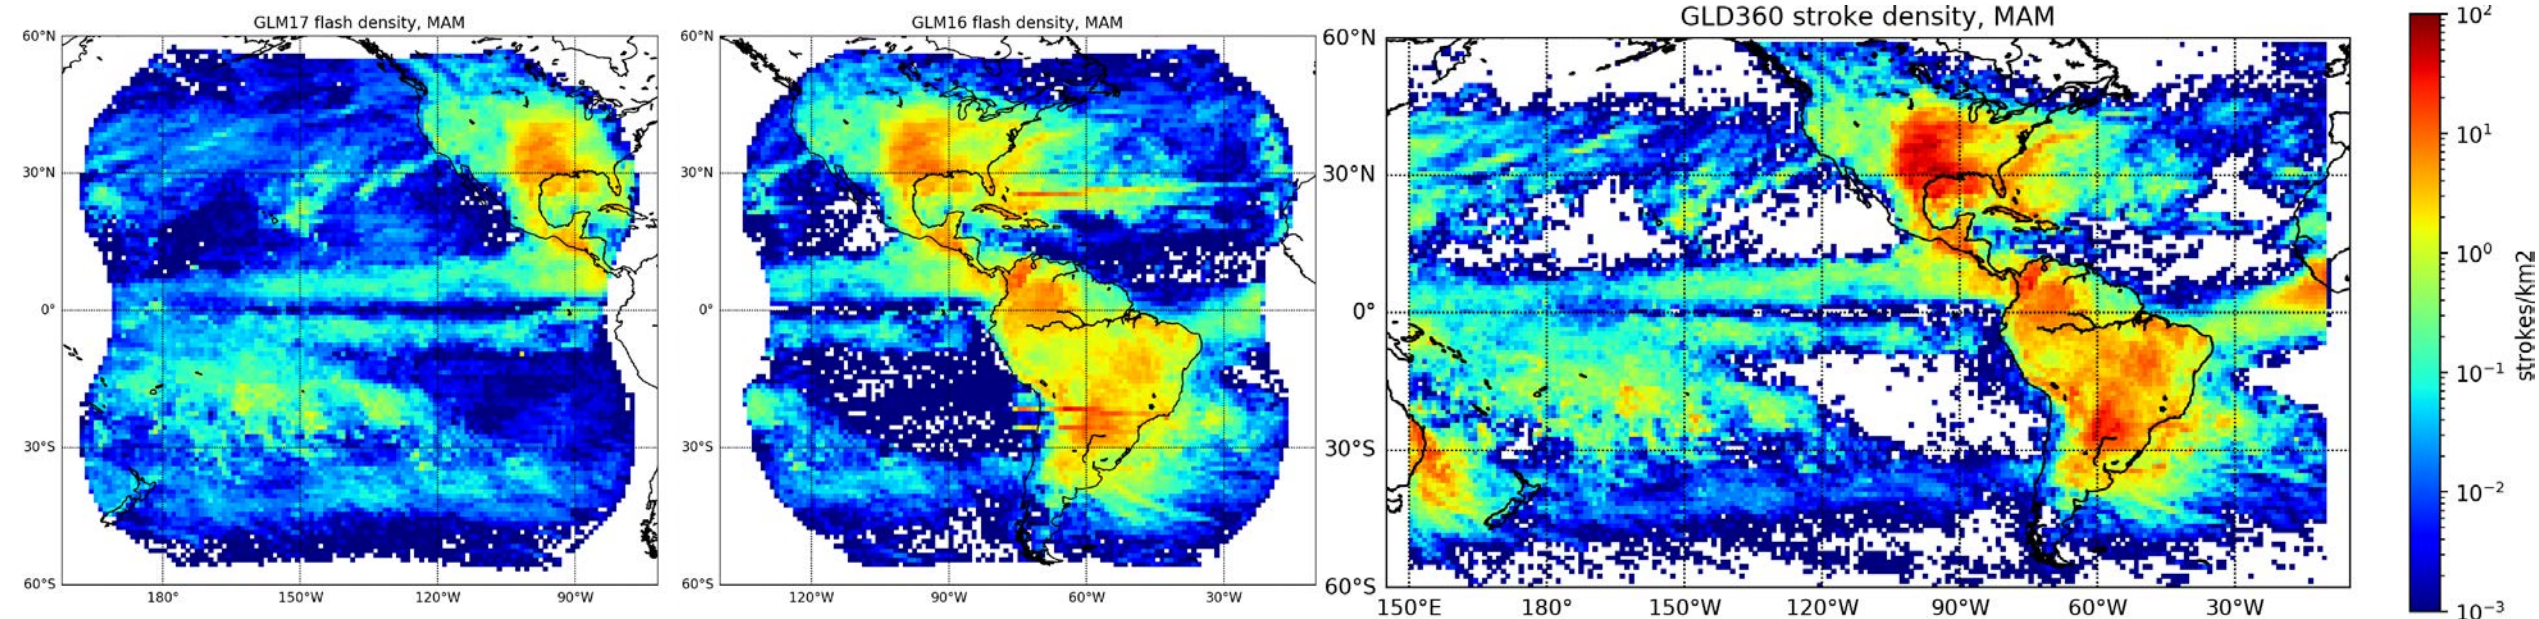 GLM17 flash density, MAM
60°N
30°N
0°
30°S
60°S
180°
150°W
120°W
90°W
GLM16 flash density, MAM
60°N
30°N
0°
30°S
60°S
120°W
90°W
60°W
30°W
GLD360 stroke density, MAM
60°N
30°N
0°
30°S
60°S
150°E
180°
150°W
120°W
90°W
60°W
30°W
10²
10¹
10⁰
10⁻¹
10⁻²
10⁻³
strokes/km2